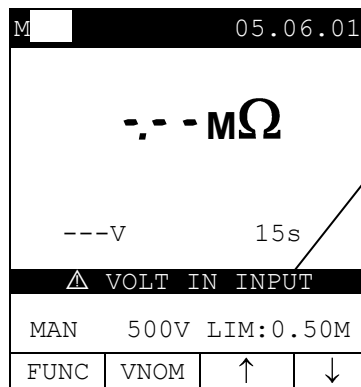 M 05.06.01
-.-- MΩ
---V 15s
⚠ VOLT IN INPUT
MAN 500V LIM:0.50M
FUNC VNOM ↑ ↓